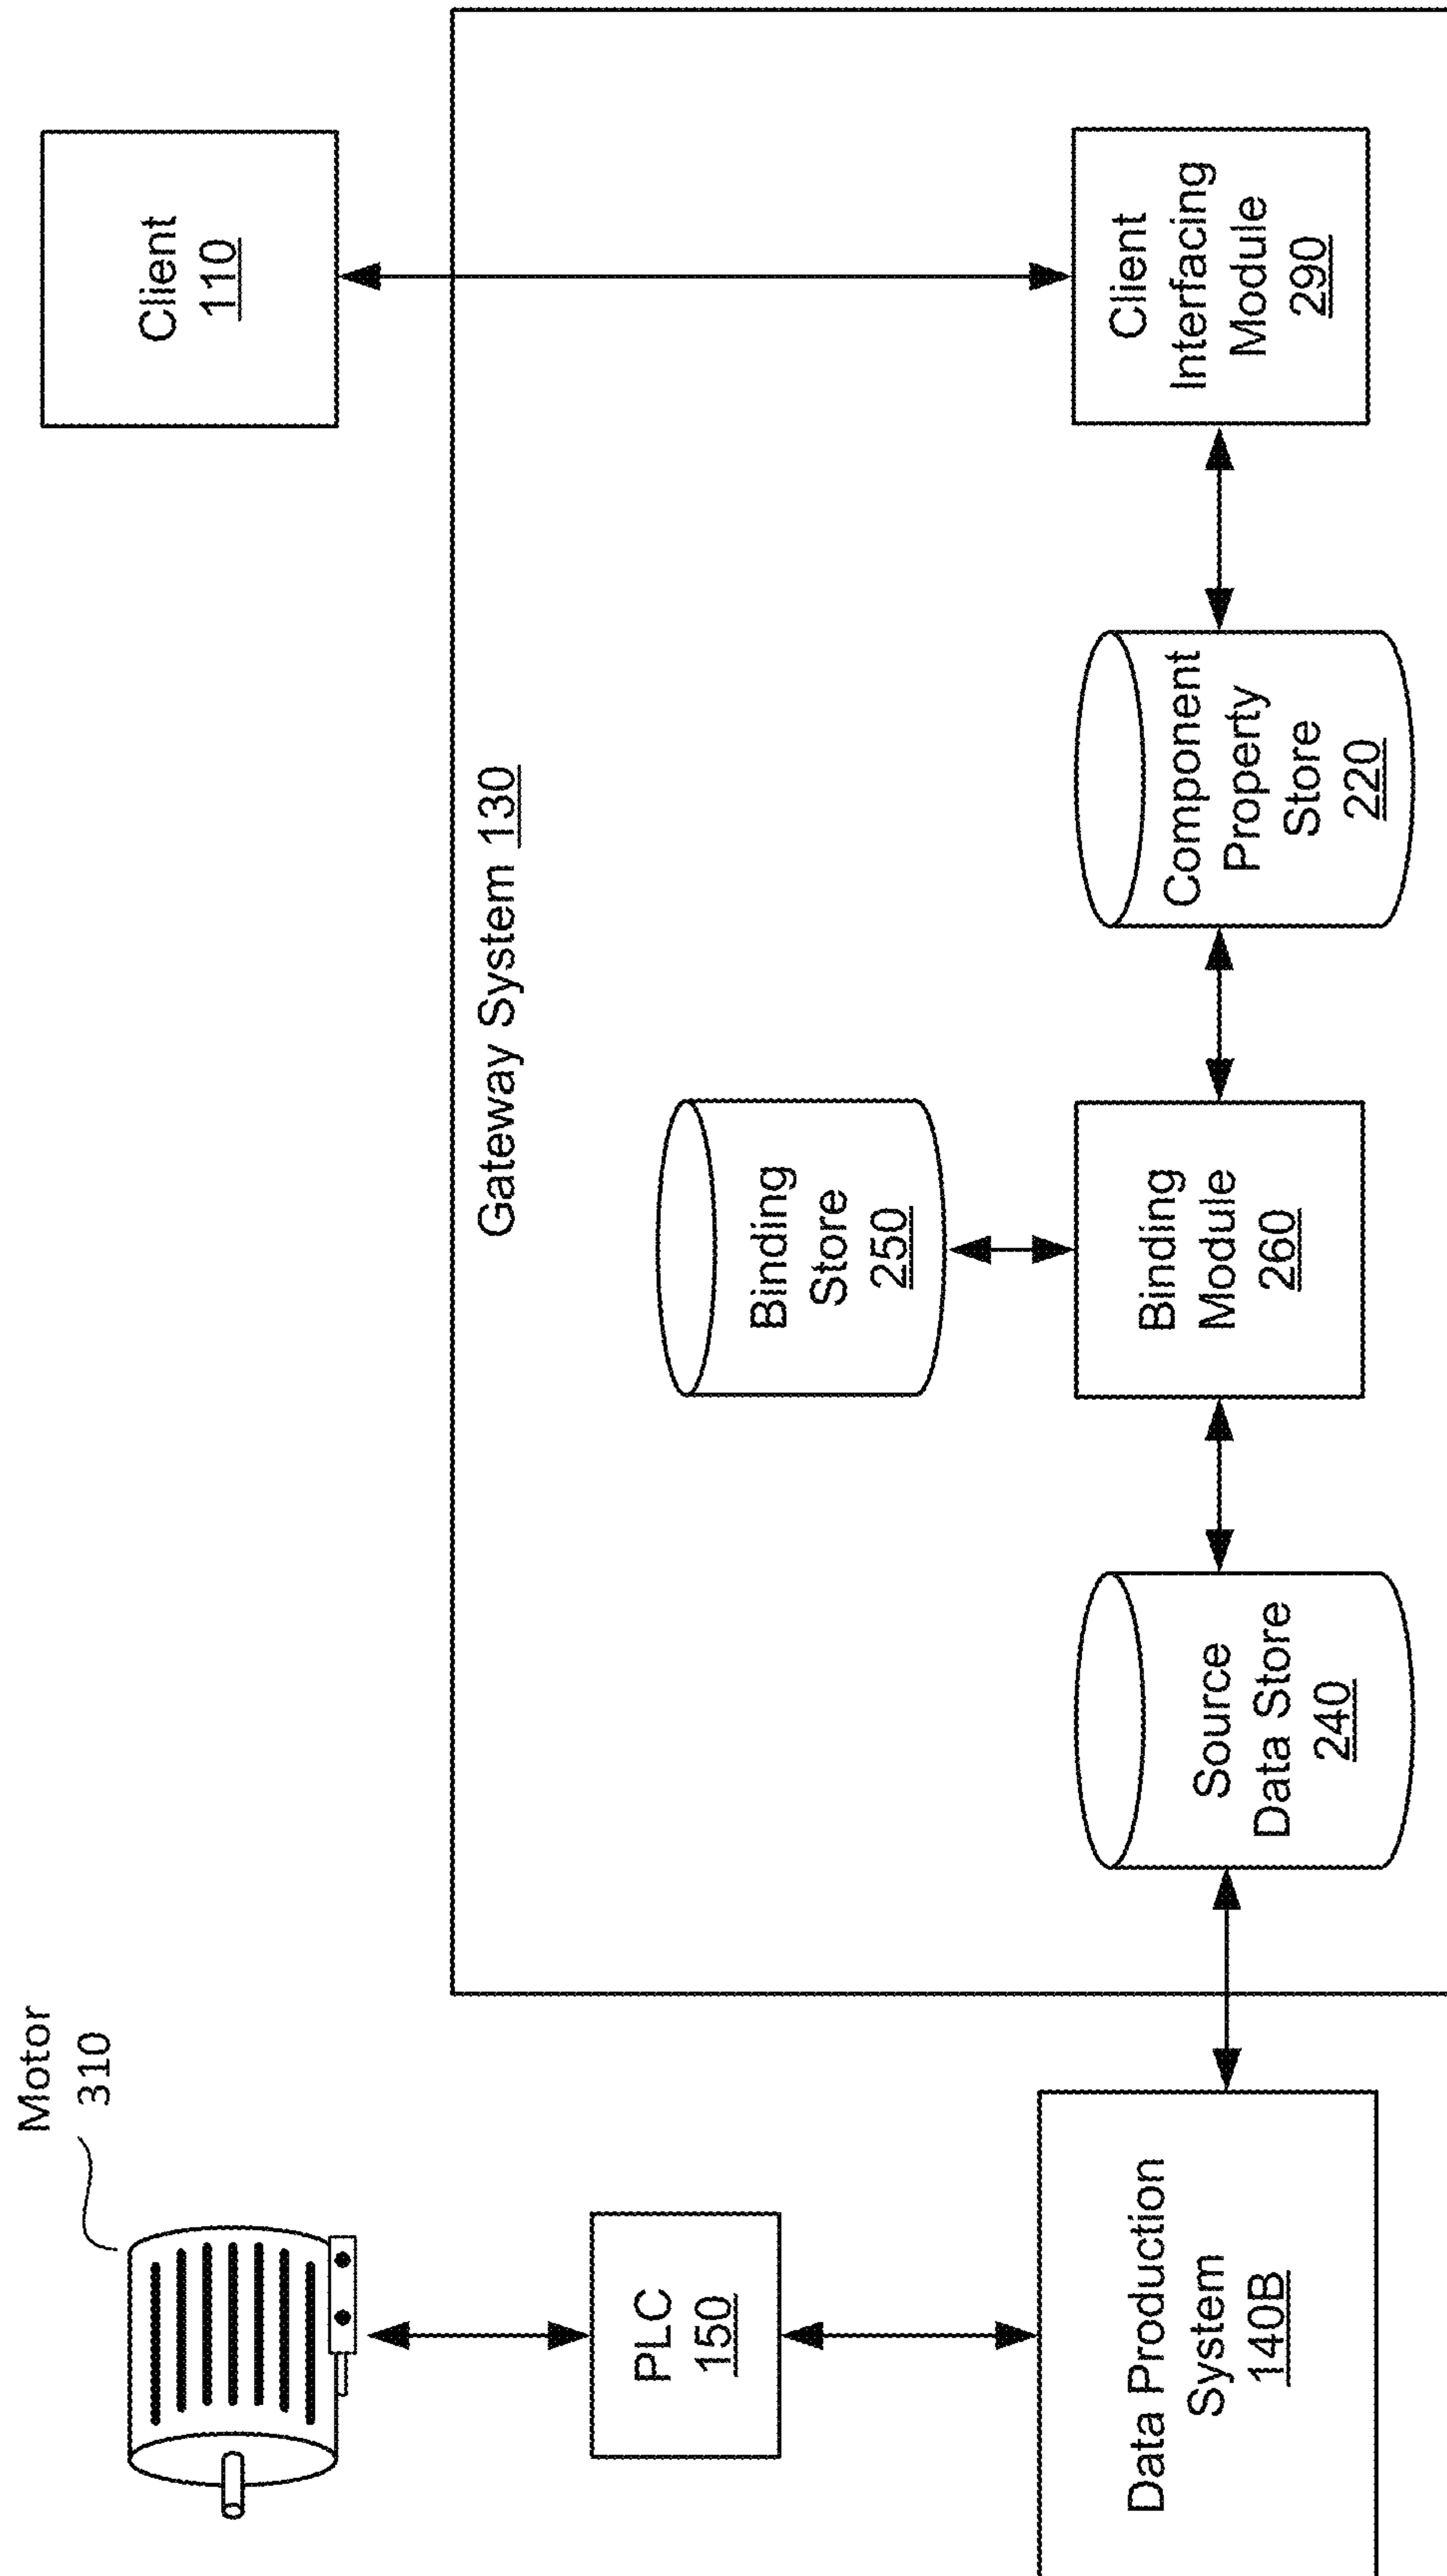 Motor
310
PLC
150
Data Production
System
140B
Gateway System 130
Source
Data Store
240
Binding
Store
250
Binding
Module
260
Component
Property
Store
220
Client
Interfacing
Module
290
Client
110